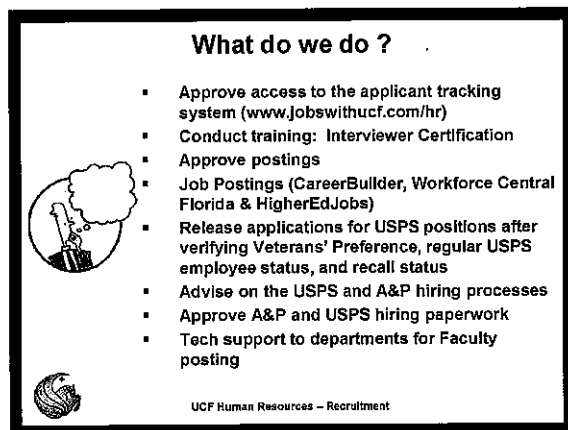 What do we do ?
▪ Approve access to the applicant tracking
system (www.jobswithucf.com/hr)
▪ Conduct training: Interviewer Certification
▪ Approve postings
▪ Job Postings (CareerBuilder, Workforce Central
Florida & HigherEdJobs)
▪ Release applications for USPS positions after
verifying Veterans' Preference, regular USPS
employee status, and recall status
▪ Advise on the USPS and A&P hiring processes
▪ Approve A&P and USPS hiring paperwork
▪ Tech support to departments for Faculty
posting
UCF Human Resources – Recruitment